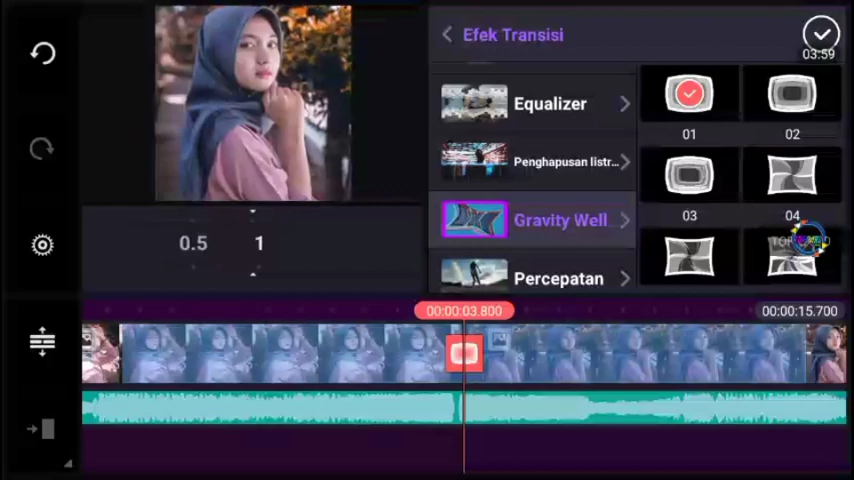 Efek Transisi
03:59
Equalizer
01
02
Penghapusan listr...
03
04
Gravity Well
Percepatan
0.5
1
00:00:03.800
00:00:15.700